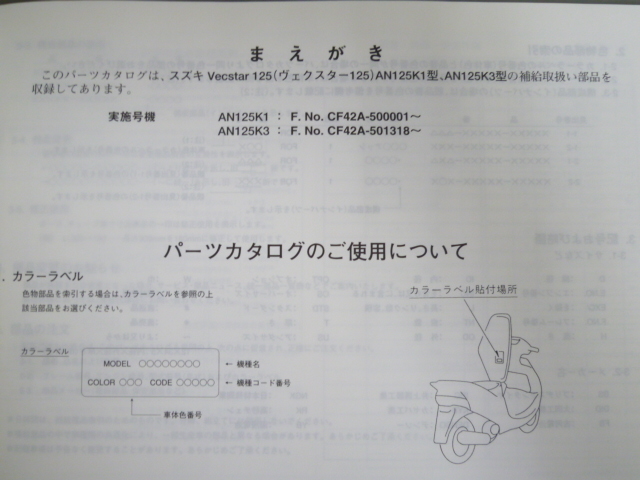 まえがき
このパーツカタログは、スズキ Vecstar 125(ヴェクスター125)AN125K1型、AN125K3型の補給取扱い部品を
収録してあります。
実施号機 AN125K1 : F. No. CF42A-500001～
AN125K3 : F. No. CF42A-501318～
パーツカタログのご使用について
. カラーラベル
色物部品を索引する場合は、カラーラベルを参照の上
該当部品をお選びください。
カラーラベル貼付場所
カラーラベル
MODEL ○○○○○○○○ ←機種名
COLOR ○○○ CODE ○○○○○ ←機種コード番号
車体色番号